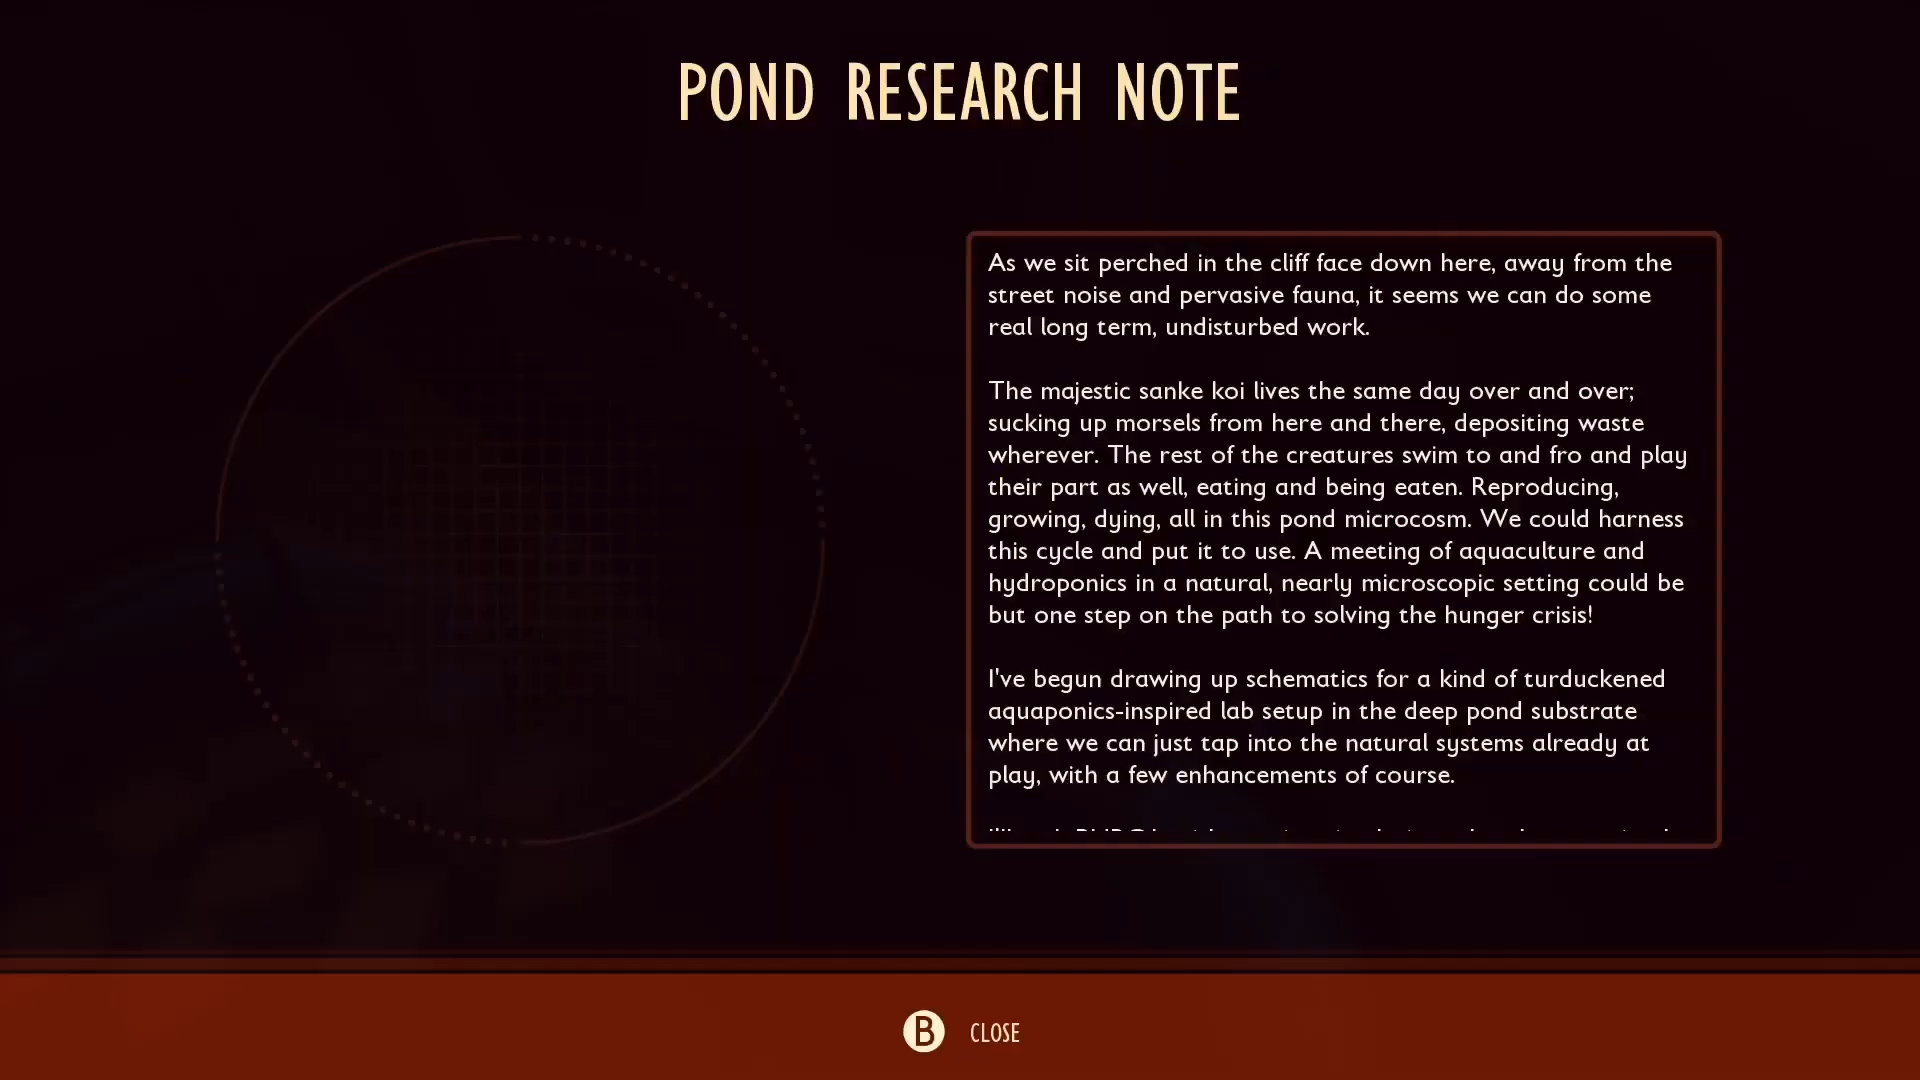 POND RESEARCH NOTE
As we sit perched in the cliff face down here, away from the
street noise and pervasive fauna, it seems we can do some
real long term, undisturbed work.
The majestic sanke koi lives the same day over and over;
sucking up morsels from here and there, depositing waste
wherever. The rest of the creatures swim to and fro and play
their part as well, eating and being eaten. Reproducing,
growing, dying, all in this pond microcosm. We could harness
this cycle and put it to use. A meeting of aquaculture and
hydroponics in a natural, nearly microscopic setting could be
but one step on the path to solving the hunger crisis!
I've begun drawing up schematics for a kind of turduckened
aquaponics-inspired lab setup in the deep pond substrate
where we can just tap into the natural systems already at
play, with a few enhancements of course.
B CLOSE